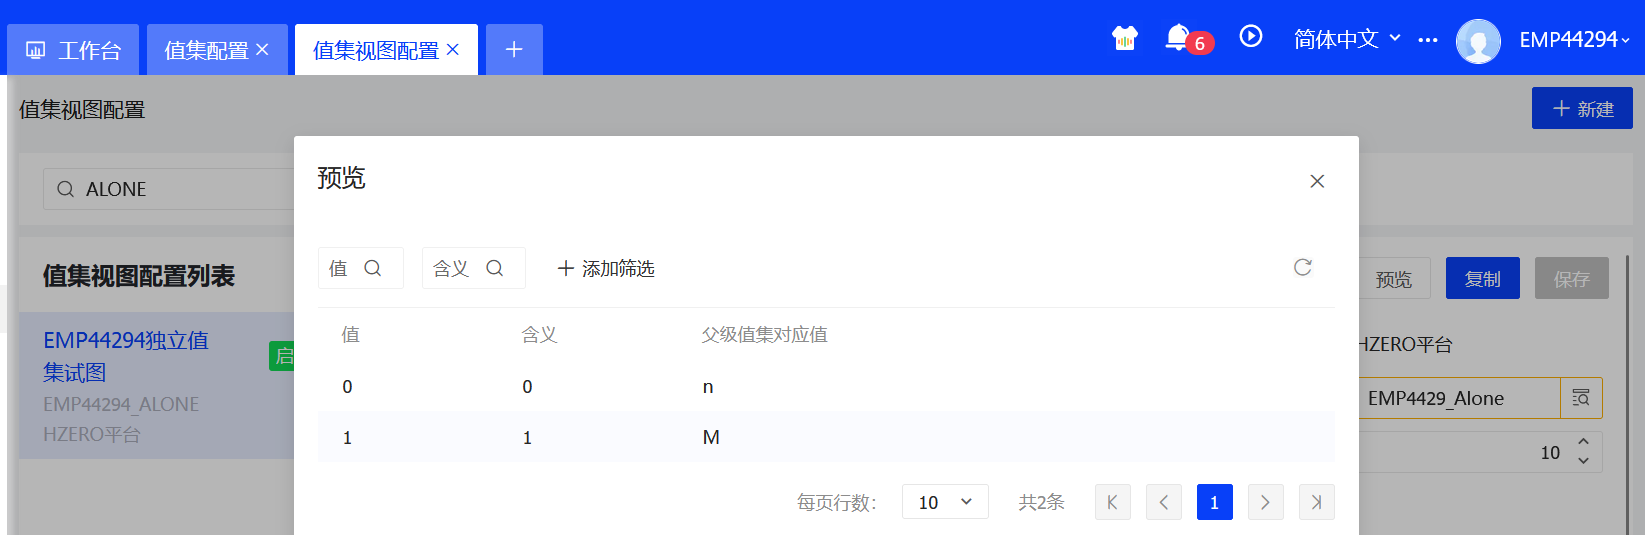 工作台 值集配置 值集视图配置 6 简体中文 EMP44294
值集视图配置 新建
ALONE
预览
值 含义 添加筛选
值集视图配置列表 预览 复制 保存
值 含义 父级值集对应值
EMP44294独立值
集试图
启
HZERO平台
0 0 n
EMP44294_ALONE
EMP4429_Alone
HZERO平台
1 1 M
10
每页行数: 10 共2条 1